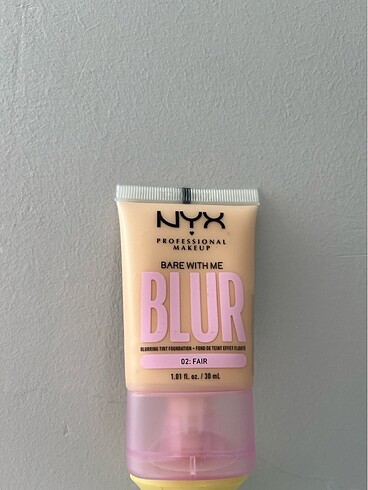 NYX
PROFESSIONAL
MAKEUP
BARE WITH ME
BLUR
BLURRING TINT FOUNDATION • FOND DE TEINT EFFET FLOUTÉ
02: FAIR
1.01 fl. oz. / 30 mL